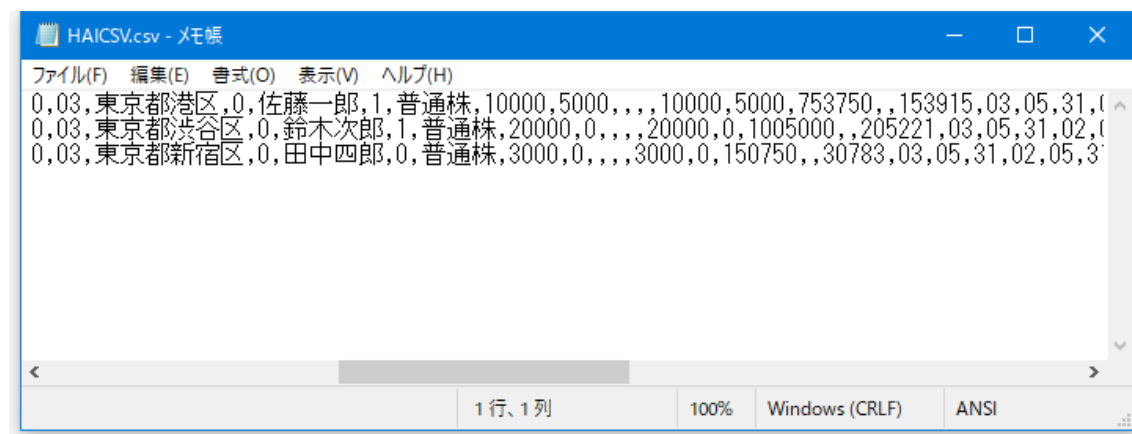 HAICSV.csv - メモ帳
ファイル(F) 編集(E) 書式(O) 表示(V) ヘルプ(H)
0,03,東京都港区,0,佐藤一郎,1,普通株,10000,5000,,,,10000,5000,753750,,153915,03,05,31,
0,03,東京都渋谷区,0,鈴木次郎,1,普通株,20000,0,,,,20000,0,1005000,,205221,03,05,31,02,
0,03,東京都新宿区,0,田中四郎,0,普通株,3000,0,,,,3000,0,150750,,30783,03,05,31,02,05,3
1行、1列 100% Windows (CRLF) ANSI